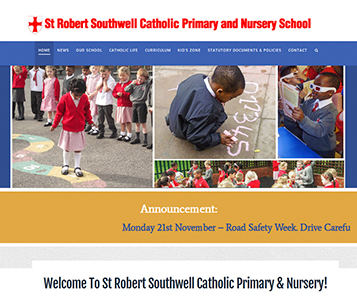 St Robert Southwell Catholic Primary and Nursery School
HOME NEWS OUR SCHOOL CATHOLIC LIFE CURRICULUM KID'S ZONE STATUTORY DOCUMENTS & POLICIES CONTACT
Announcement:
Monday 21st November – Road Safety Week. Drive Carefu
Welcome To St Robert Southwell Catholic Primary & Nursery!